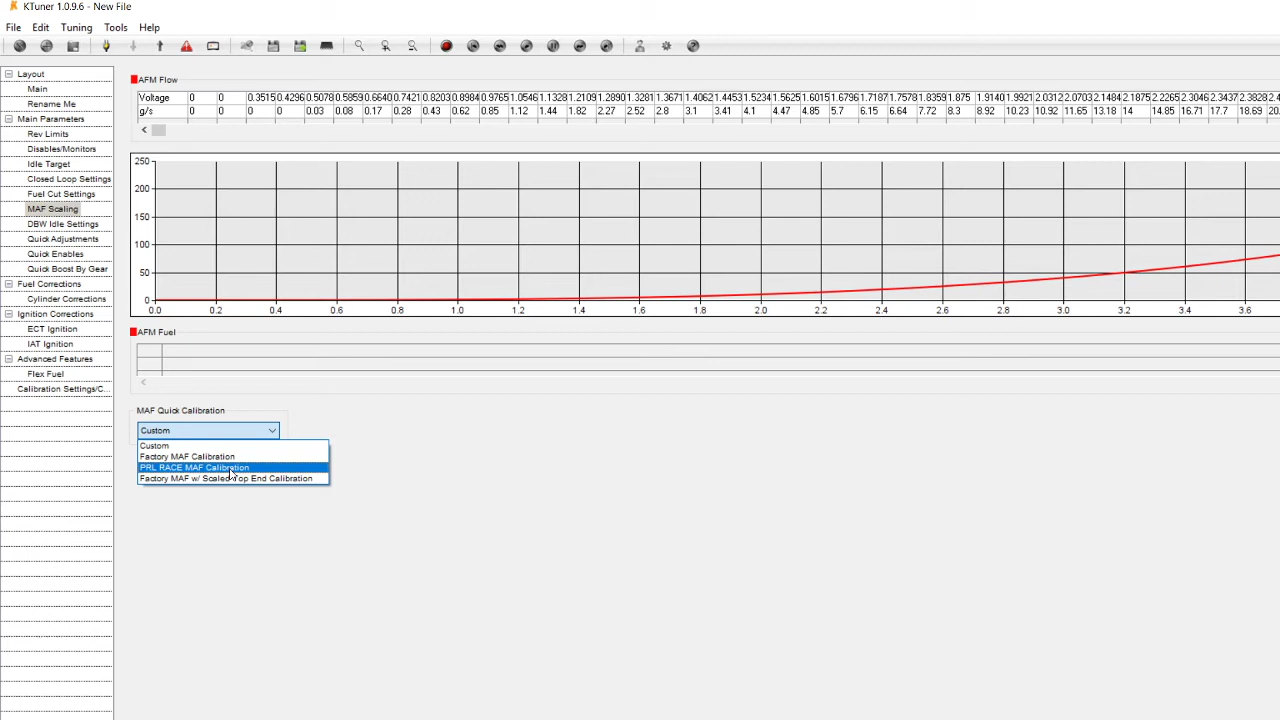 KTuner 1.0.9.6 - New File
File Edit Tuning Tools Help
Layout
Main
Rename Me
Main Parameters
Rev Limits
Disables/Monitors
Idle Target
Closed Loop Settings
Fuel Cut Settings
MAF Scaling
DBW Idle Settings
Quick Adjustments
Quick Enables
Quick Boost By Gear
Fuel Corrections
Cylinder Corrections
Ignition Corrections
ECT Ignition
IAT Ignition
Advanced Features
Flex Fuel
Calibration Settings/C...
AFM Flow
Voltage 0 0 0.3515 0.4296 0.5078 0.5859 0.6640 0.7421 0.8203 0.8984 0.9765 1.0546 1.1328 1.2109 1.2890 1.3281 1.3671 1.4062 1.4453 1.5234 1.5625 1.6015 1.6796 1.7187 1.7578 1.8359 1.875 1.9140 1.9921 2.0312 2.0703 2.1484 2.1875 2.2265 2.3046 2.3437 2.3828 2.4
g/s 0 0 0 0 0.03 0.08 0.17 0.28 0.43 0.62 0.85 1.12 1.44 1.82 2.27 2.52 2.8 3.1 3.41 4.1 4.47 4.85 5.7 6.15 6.64 7.72 8.3 8.92 10.23 10.92 11.65 13.18 14 14.85 16.71 17.7 18.69 20.
250
200
150
100
50
0
0.0 0.2 0.4 0.6 0.8 1.0 1.2 1.4 1.6 1.8 2.0 2.2 2.4 2.6 2.8 3.0 3.2 3.4 3.6
AFM Fuel
MAF Quick Calibration
Custom
Custom
Factory MAF Calibration
PRL RACE MAF Calibration
Factory MAF w/ Scaled Top End Calibration